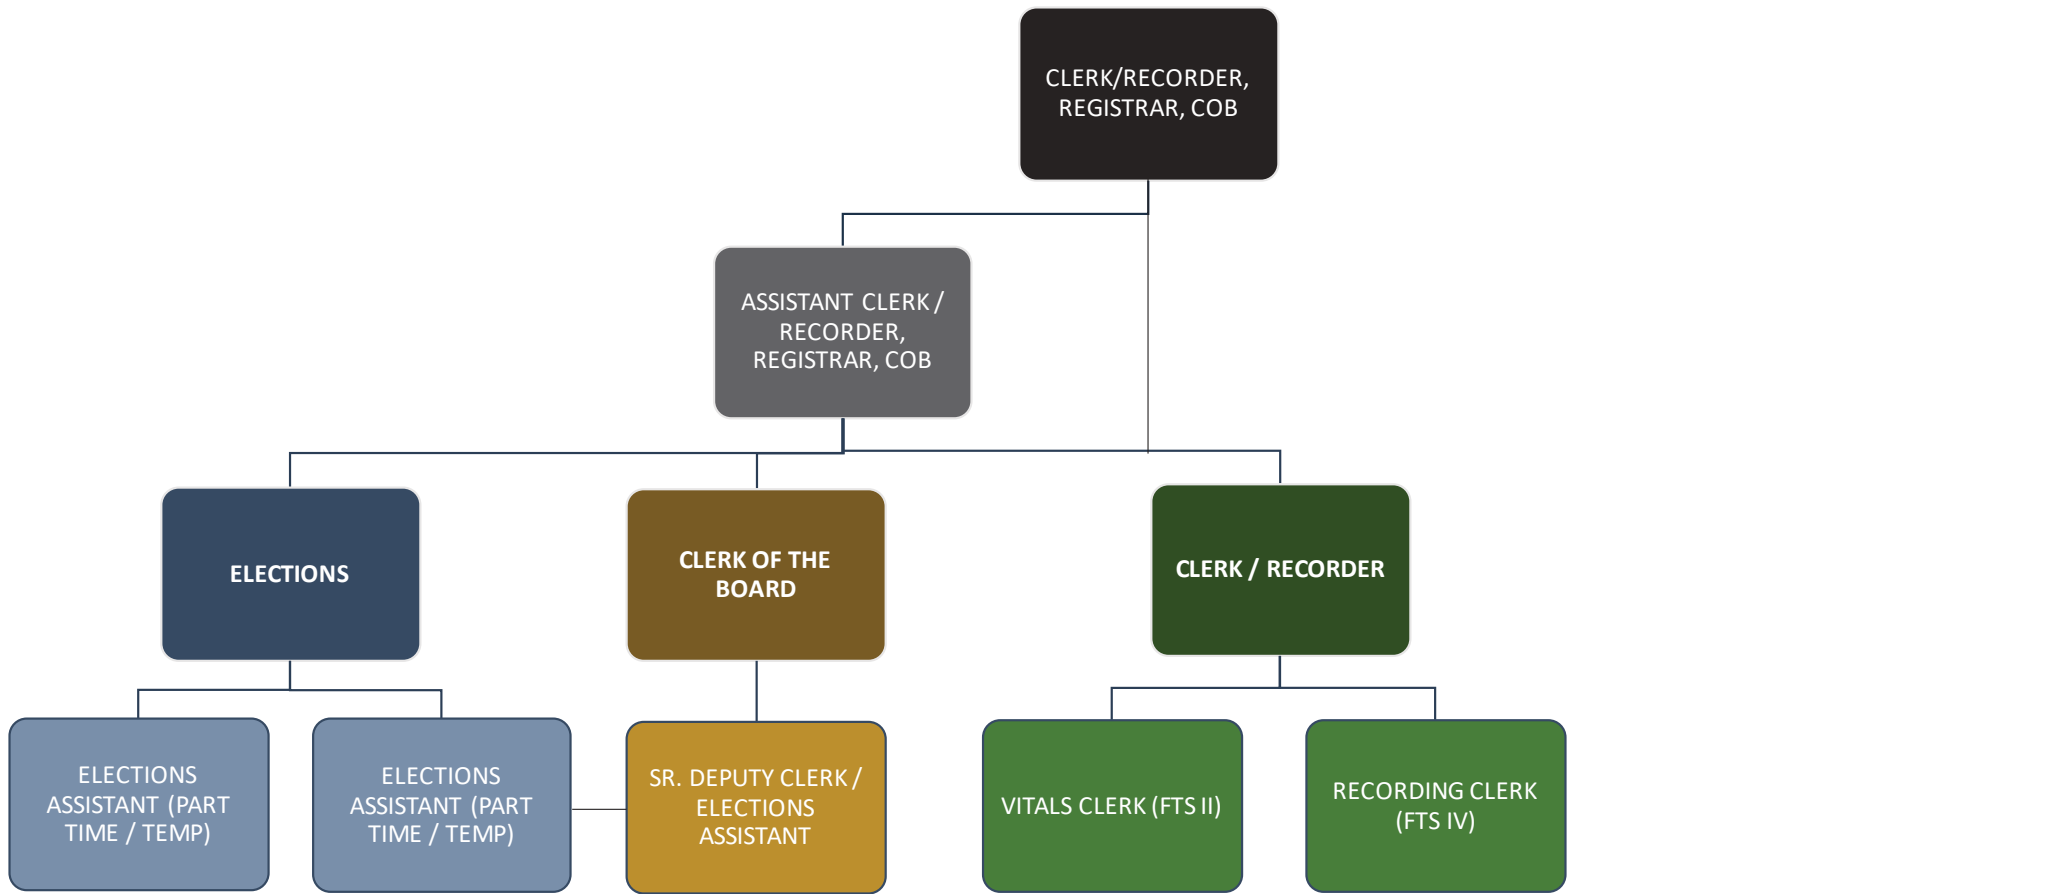 CLERK/RECORDER,
REGISTRAR, COB
ASSISTANT CLERK /
RECORDER,
REGISTRAR, COB
ELECTIONS
CLERK OF THE
BOARD
CLERK / RECORDER
ELECTIONS
ASSISTANT (PART
TIME / TEMP)
ELECTIONS
ASSISTANT (PART
TIME / TEMP)
SR. DEPUTY CLERK /
ELECTIONS
ASSISTANT
VITALS CLERK (FTS II)
RECORDING CLERK
(FTS IV)